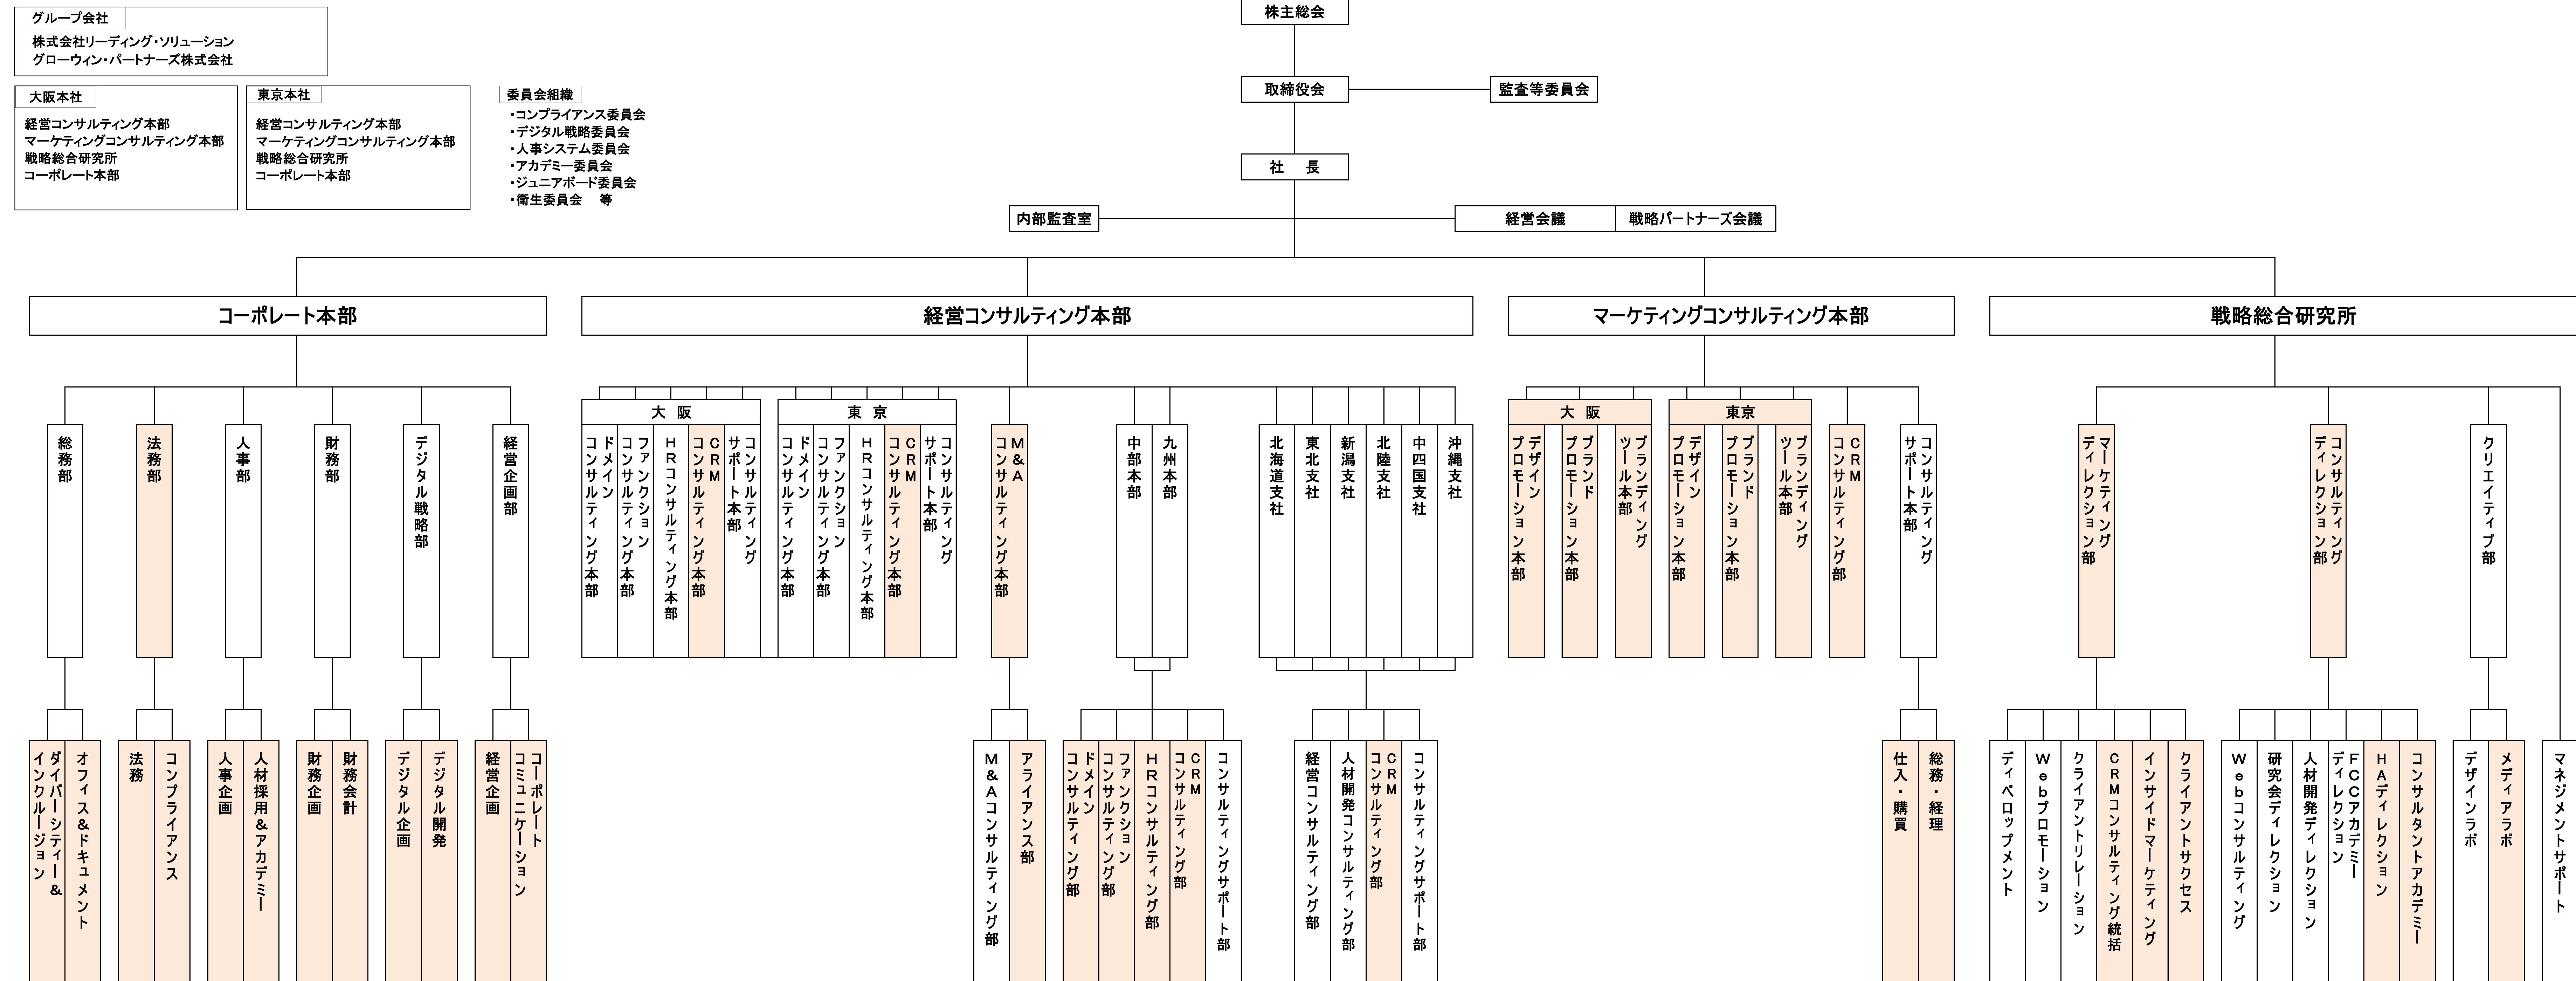 グループ会社
株式会社リーディング・ソリューション
グローウィン・パートナーズ株式会社
大阪本社
経営コンサルティング本部
マーケティングコンサルティング本部
戦略総合研究所
コーポレート本部
東京本社
経営コンサルティング本部
マーケティングコンサルティング本部
戦略総合研究所
コーポレート本部
委員会組織
・コンプライアンス委員会
・デジタル戦略委員会
・人事システム委員会
・アカデミー委員会
・ジュニアボード委員会
・衛生委員会　等
株主総会
取締役会
監査等委員会
社　長
内部監査室
経営会議
戦略パートナーズ会議
コーポレート本部
経営コンサルティング本部
マーケティングコンサルティング本部
戦略総合研究所
総務部
法務部
人事部
財務部
デジタル戦略部
経営企画部
大　阪
ドメイン
コンサルティング本部
ファンクション
コンサルティング本部
HRコンサルティング本部
CRM
コンサルティング本部
コンサルティング
サポート本部
東　京
ドメイン
コンサルティング本部
ファンクション
コンサルティング本部
HRコンサルティング本部
CRM
コンサルティング本部
コンサルティング
サポート本部
M&A
コンサルティング本部
中部本部
九州本部
北海道支社
東北支社
新潟支社
北陸支社
中四国支社
沖縄支社
大　阪
デザイン
プロモーション本部
ブランド
プロモーション本部
ブランディング
ツール本部
東京
デザイン
プロモーション本部
ブランド
プロモーション本部
ブランディング
ツール本部
CRM
コンサルティング部
コンサルティング
サポート本部
マーケティング
ディレクション部
コンサルティング
ディレクション部
クリエイティブ部
ダイバーシティー&
インクルージョン
オフィス&ドキュメント
法務
コンプライアンス
人事企画
人材採用&アカデミー
財務企画
財務会計
デジタル企画
デジタル開発
経営企画
コーポレート
コミュニケーション
M&Aコンサルティング部
アライアンス部
ドメイン
コンサルティング部
ファンクション
コンサルティング部
HRコンサルティング部
CRM
コンサルティング部
コンサルティングサポート部
経営コンサルティング部
人材開発コンサルティング部
CRM
コンサルティング部
コンサルティングサポート部
仕入・購買
総務・経理
ディベロップメント
Webプロモーション
クライアントリレーション
CRMコンサルティング統括
インサイドマーケティング
クライアントサクセス
Webコンサルティング
研究会ディレクション
人材開発ディレクション
FCCアカデミー
ディレクション
HAディレクション
コンサルタントアカデミー
デザインラボ
メディアラボ
マネジメントサポート